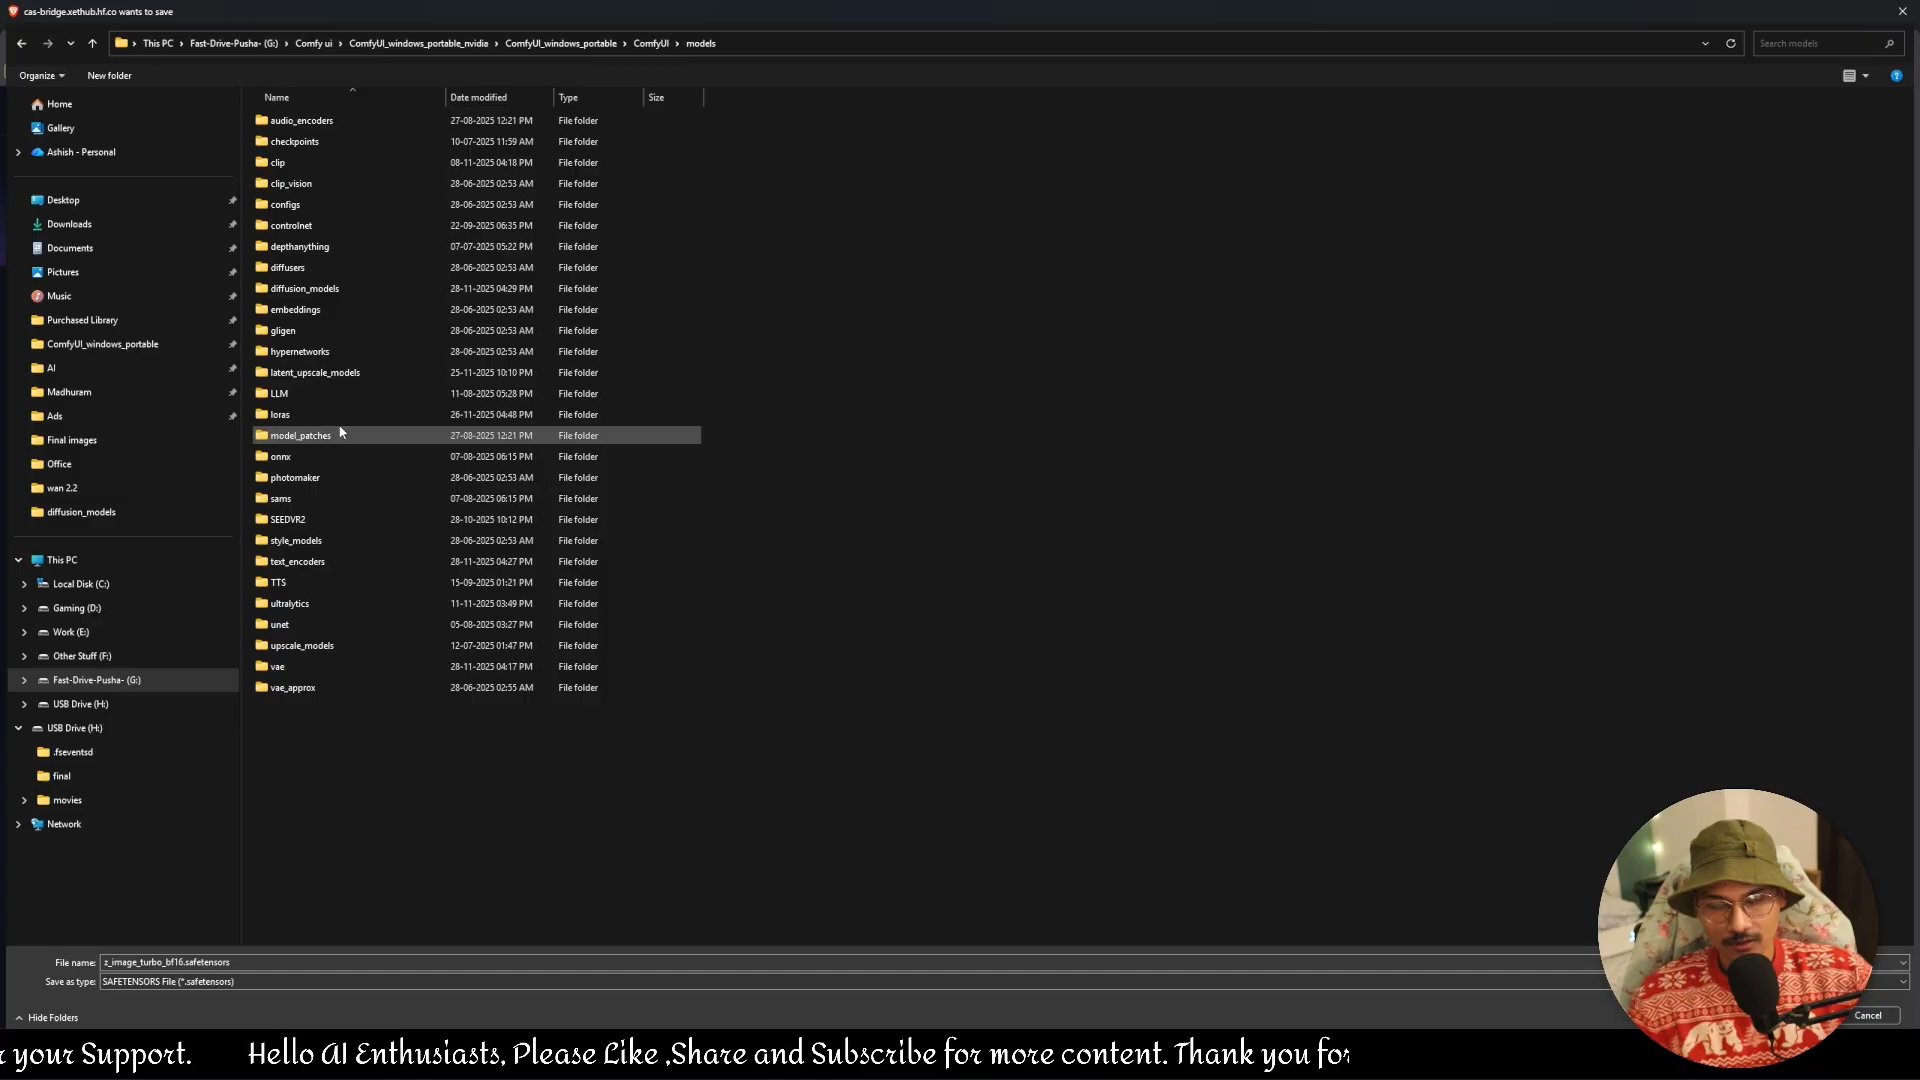 cas-bridge.xethub.hf.co wants to save
This PC > Fast-Drive-Pusha- (G:) > Comfy ui > ComfyUI_windows_portable_nvidia > ComfyUI_windows_portable > ComfyUI > models
Search models
Organize
New folder
Home
Gallery
Ashish - Personal
Desktop
Downloads
Documents
Pictures
Music
Purchased Library
ComfyUI_windows_portable
AI
Madhuram
Ads
Final images
Office
wan 2.2
diffusion_models
This PC
Local Disk (C:)
Gaming (D:)
Work (E:)
Other Stuff (F:)
Fast-Drive-Pusha- (G:)
USB Drive (H:)
USB Drive (H:)
.fseventsd
final
movies
Network
Name Date modified Type Size
audio_encoders 27-08-2025 12:21 PM File folder
checkpoints 10-07-2025 11:59 AM File folder
clip 08-11-2025 04:18 PM File folder
clip_vision 28-06-2025 02:53 AM File folder
configs 28-06-2025 02:53 AM File folder
controlnet 22-09-2025 06:35 PM File folder
depthanything 07-07-2025 05:22 PM File folder
diffusers 28-06-2025 02:53 AM File folder
diffusion_models 28-11-2025 04:29 PM File folder
embeddings 28-06-2025 02:53 AM File folder
gligen 28-06-2025 02:53 AM File folder
hypernetworks 28-06-2025 02:53 AM File folder
latent_upscale_models 25-11-2025 10:10 PM File folder
LLM 11-08-2025 05:28 PM File folder
loras 26-11-2025 04:48 PM File folder
model_patches 27-08-2025 12:21 PM File folder
onnx 07-08-2025 06:15 PM File folder
photomaker 28-06-2025 02:53 AM File folder
sams 07-08-2025 06:15 PM File folder
SEEDVR2 28-10-2025 10:12 PM File folder
style_models 28-06-2025 02:53 AM File folder
text_encoders 28-11-2025 04:27 PM File folder
TTS 15-09-2025 01:21 PM File folder
ultralytics 11-11-2025 03:49 PM File folder
unet 05-08-2025 03:27 PM File folder
upscale_models 12-07-2025 01:47 PM File folder
vae 28-11-2025 04:17 PM File folder
vae_approx 28-06-2025 02:55 AM File folder
File name: z_image_turbo_bf16.safetensors
Save as type: SAFETENSORS File (*.safetensors)
Hide Folders
Cancel
r your Support. Hello AI Enthusiasts, Please Like ,Share and Subscribe for more content. Thank you for